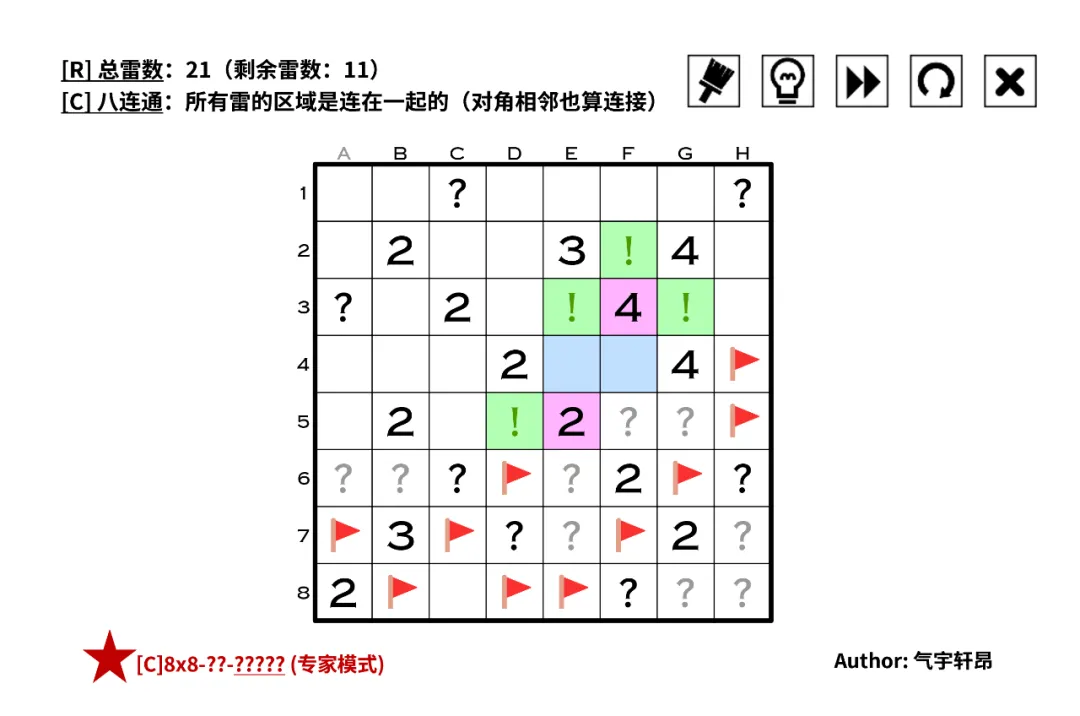 [R] 总雷数：21（剩余雷数：11）
[C] 八连通：所有雷的区域是连在一起的（对角相邻也算连接）
A B C D E F G H
1 ? ?
2 2 3 ! 4
3 ? 2 ! 4 !
4 2 4
5 2 ! 2 ? ?
6 ? ? ? ? 2 ?
7 3 ? ? 2 ?
8 2 ? ? ?
[C]8x8-??-????? (专家模式)
Author: 气宇轩昂